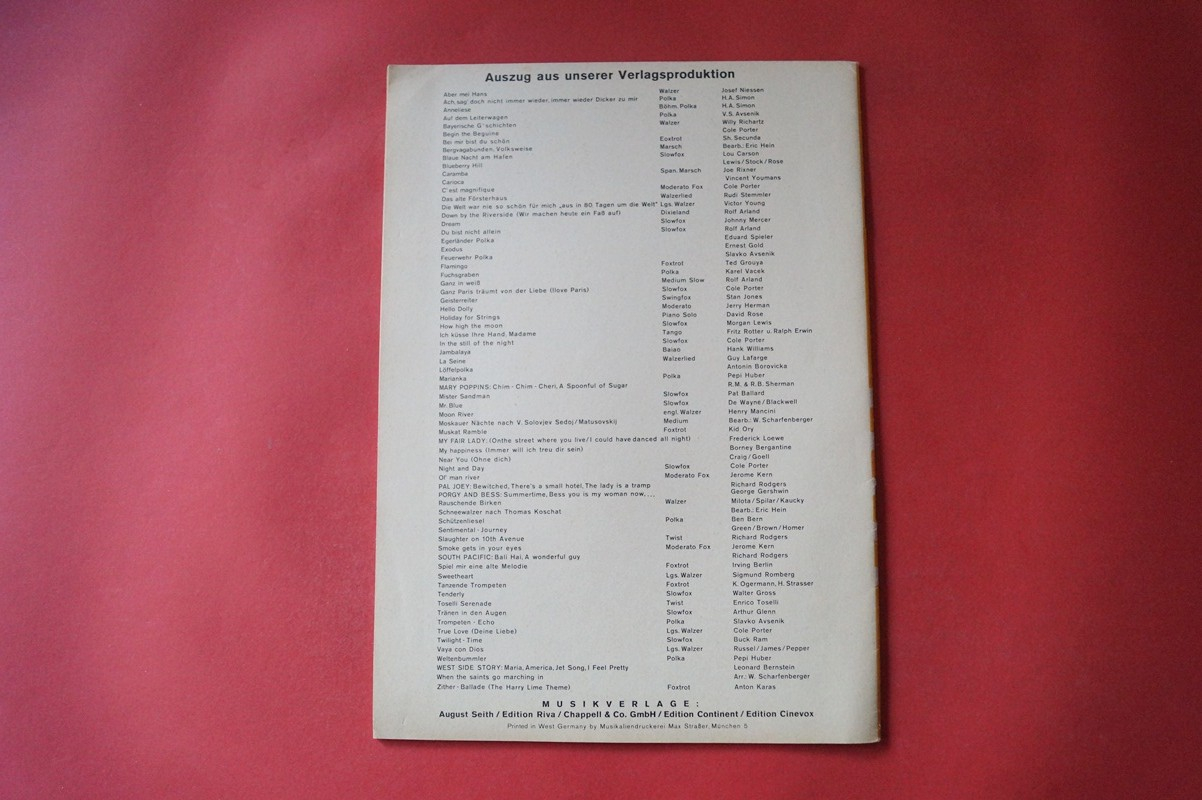 Auszug aus unserer Verlagsproduktion
Aber mei Hans Walzer Josef Niessen
Ach, sag doch nicht immer wieder, immer wieder Dicker zu mir Polka H.A. Simon
Anneliese Böhm. Polka H.A. Simon
Auf dem Leiterwagen Polka V.S. Avsenik
Bayerische G'schichten Walzer Willy Richartz
Begin the Beguine Cole Porter
Bei mir bist du schön Foxtrot Sh. Secunda
Bergvagabunden, Volksweise Marsch Bearb.: Eric Hein
Blaue Nacht am Hafen Slowfox Lou Carson
Blueberry Hill Lewis/Stock/Rose
Caramba Span. Marsch Joe Rixner
Carioca Vincent Youmans
C'est magnifique Moderato Fox Cole Porter
Das alte Försterhaus Walzerlied Rudi Stemmler
Die Welt war nie so schön für mich „aus in 80 Tagen um die Welt" Lgs. Walzer Victor Young
Down by the Riverside (Wir machen heute ein Faß auf) Dixieland Rolf Arland
Dream Slowfox Johnny Mercer
Du bist nicht allein Slowfox Rolf Arland
Egerländer Polka Eduard Spieler
Exodus Ernest Gold
Feuerwehr Polka Slavko Avsenik
Flamingo Foxtrot Ted Grouya
Fuchsgraben Polka Karel Vacek
Ganz in weiß Medium Slow Rolf Arland
Ganz Paris träumt von der Liebe (I love Paris) Slowfox Cole Porter
Geisterreiter Swingfox Stan Jones
Hello Dolly Moderato Jerry Herman
Holiday for Strings Piano Solo David Rose
How high the moon Slowfox Morgan Lewis
Ich küsse Ihre Hand, Madame Tango Fritz Rotter u. Ralph Erwin
In the still of the night Slowfox Cole Porter
Jambalaya Baiao Hank Williams
La Seine Walzerlied Guy Lafarge
Löffelpolka Antonin Borovicka
Marianka Polka Pepi Huber
MARY POPPINS: Chim - Chim - Cheri, A Spoonful of Sugar R.M. & R.B. Sherman
Mister Sandman Slowfox Pat Ballard
Mr. Blue Slowfox De Wayne/Blackwell
Moon River engl. Walzer Henry Mancini
Moskauer Nächte nach V. Solovjex Sedoj/Matusovskij Medium Bearb.: W. Scharfenberger
Muskat Ramble Foxtrot Kid Ory
MY FAIR LADY: (On the street where you live/I could have danced all night) Frederick Loewe
My happiness (Immer will ich treu dir sein) Borney Bergantine
Near You (Ohne dich) Craig/Goell
Night and Day Slowfox Cole Porter
Ol' man river Moderato Fox Jerome Kern
PAL JOEY: Bewitched, There's a small hotel, The lady is a tramp Richard Rodgers
PORGY AND BESS: Summertime, Bess you is my woman now.... George Gershwin
Rauschende Birken Walzer Milota/Spilar/Kaucky
Schneewalzer nach Thomas Koschat Bearb.: Eric Hein
Schützenliesel Polka Ben Bern
Sentimental - Journey Green/Brown/Homer
Slaughter on 10th Avenue Twist Richard Rodgers
Smoke gets in your eyes Moderato Fox Jerome Kern
SOUTH PACIFIC: Bali Hai, A wonderful guy Richard Rodgers
Spiel mir eine alte Melodie Foxtrot Irving Berlin
Sweetheart Lgs. Walzer Sigmund Romberg
Tanzende Trompeten Foxtrot K. Ogermann, H. Strasser
Tenderly Slowfox Walter Gross
Toselli Serenade Twist Enrico Toselli
Tränen in den Augen Slowfox Arthur Glenn
Trompeten - Echo Polka Slavko Avsenik
True Love (Deine Liebe) Lgs. Walzer Cole Porter
Twilight - Time Slowfox Buck Ram
Vaya con Dios Lgs. Walzer Russel/James/Pepper
Weltenbummler Polka Pepi Huber
WEST SIDE STORY: Maria, America, Jet Song, I Feel Pretty Leonard Bernstein
When the saints go marching in Arr.: W. Scharfenberger
Zither - Ballade (The Harry Lime Theme) Foxtrot Anton Karas
MUSIKVERLAGE:
August Seith / Edition Riva / Chappell & Co. GmbH / Edition Continent / Edition Cinevox
Printed in West Germany by Musikaliendruckerei Max Straßer, München 5